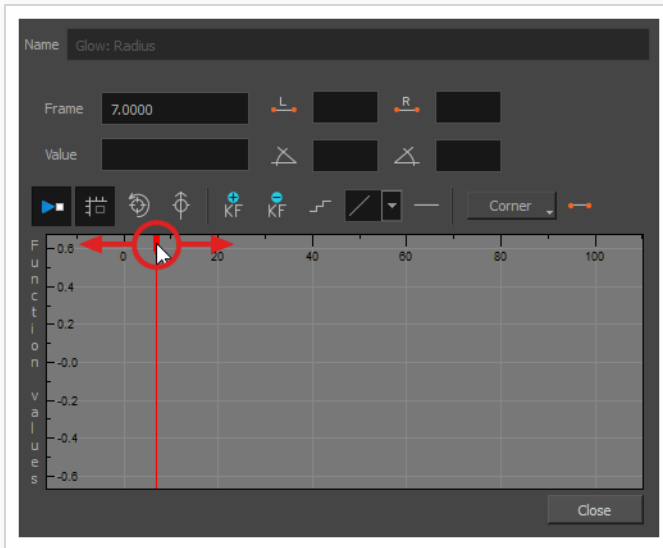 Name Glow: Radius
Frame 7.0000 L R
Value
KF KF Corner
Function values
0.6
0 20 40 60 80 100
0.4
0.2
-0.0
-0.2
-0.4
-0.6
Close